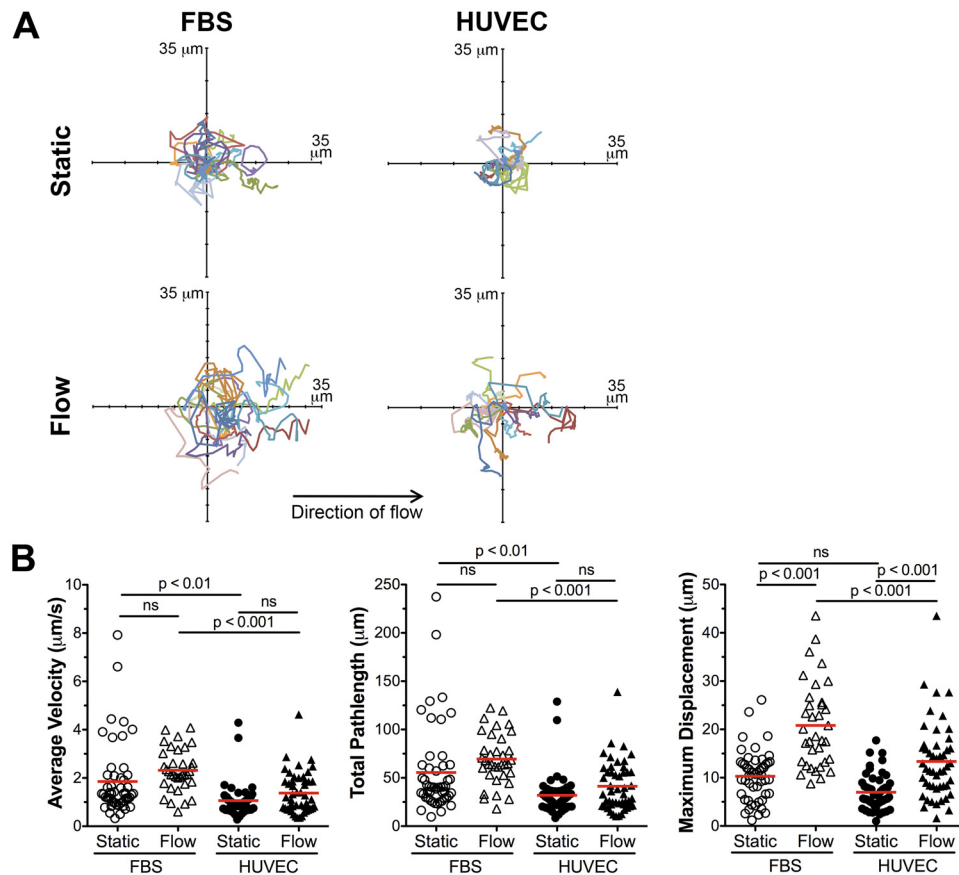 A
FBS
HUVEC
35 μm
35 μm
35
μm
35
μm
Static
35 μm
35 μm
35
μm
35
μm
Flow
Direction of flow
B
Average Velocity (μm/s)
10
8
6
4
2
0
p < 0.01
ns
ns
p < 0.001
Static Flow Static Flow
FBS HUVEC
Total Pathlength (μm)
250
200
150
100
50
0
p < 0.01
ns
ns
p < 0.001
Static Flow Static Flow
FBS HUVEC
Maximum Displacement (μm)
50
40
30
20
10
0
ns
p < 0.001
p < 0.001
p < 0.001
Static Flow Static Flow
FBS HUVEC